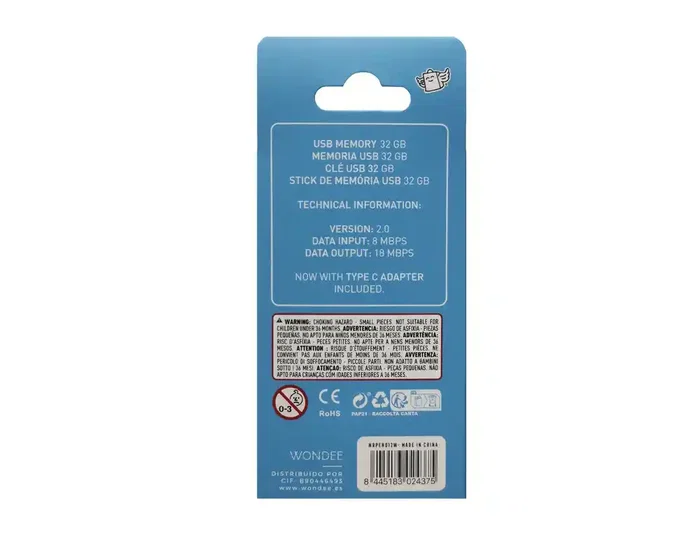 USB MEMORY 32 GB
MEMORIA USB 32 GB
CLÉ USB 32 GB
STICK DE MEMÓRIA USB 32 GB
TECHNICAL INFORMATION:
VERSION: 2.0
DATA INPUT: 8 MBPS
DATA OUTPUT: 18 MBPS
NOW WITH TYPE C ADAPTER
INCLUDED.
WARNING: CHOKING HAZARD - SMALL PIECES. NOT SUITABLE FOR
CHILDREN UNDER 36 MONTHS. ADVERTENCIA: RIESGO DE ASFIXIA - PIEZAS
PEQUEÑAS. NO APTO PARA NIÑOS MENORES DE 36 MESES. ADVERTÈNCIA:
RISC D'ASFÍXIA - PECES PETITES. NO APTE PER A NENS MENORS DE 36
MESOS. ATTENTION : RISQUE D'ÉTOUFFEMENT - PETITES PIÈCES. NE
CONVIENT PAS AUX ENFANTS DE MOINS DE 36 MOIS. AVVERTENZA:
PERICOLO DI SOFFOCAMENTO - PICCOLE PARTI. NON ADATTO A BAMBINI
SOTTO I 36 MESI. ATENÇÃO: RISCO DE ASFIXIA - PEÇAS PEQUENAS. NÃO
APTO PARA CRIANÇAS COM IDADES INFERIORES A 36 MESES.
0-3
CE
RoHS
PAP21 - RACCOLTA CARTA
WONDEE
DISTRIBUIDO POR
CIF: B90446493
www.wondee.es
MADE IN CHINA
8 445183 024375